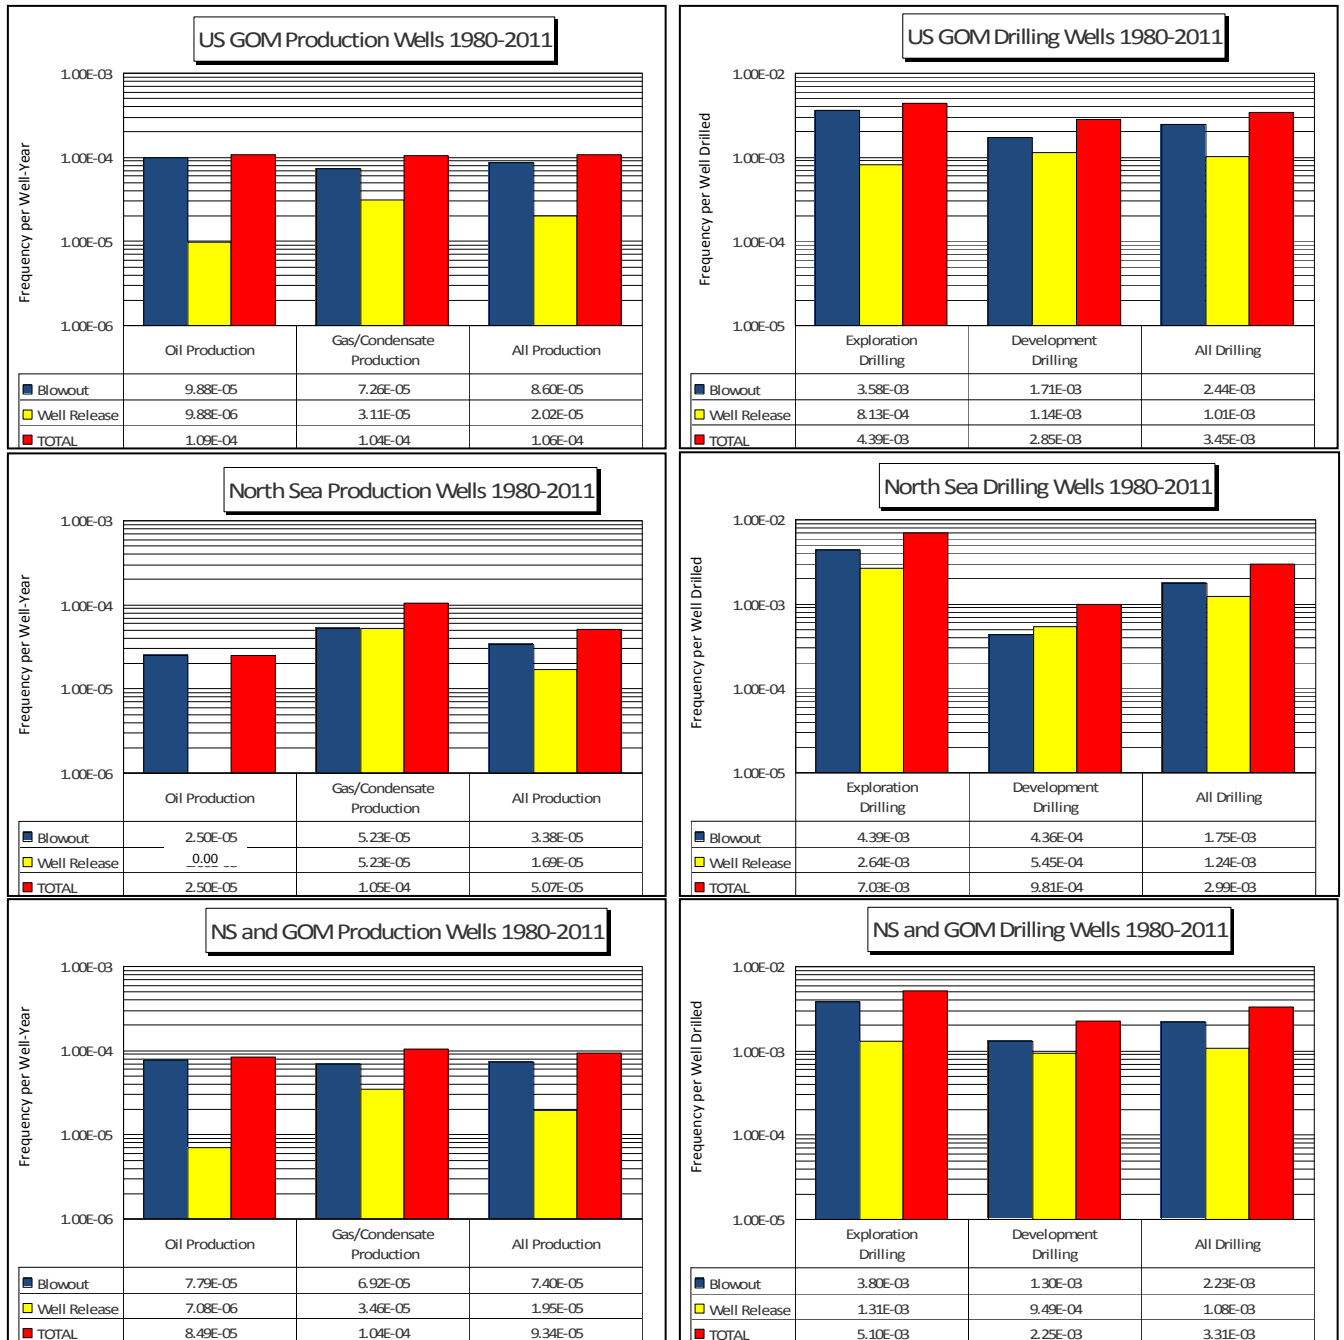 US GOM Production Wells 1980-2011
Frequency per Well-Year
1.00E-03
1.00E-04
1.00E-05
1.00E-06
Oil Production Gas/Condensate Production All Production
Blowout 9.88E-05 7.26E-05 8.60E-05
Well Release 9.88E-06 3.11E-05 2.02E-05
TOTAL 1.09E-04 1.04E-04 1.06E-04
US GOM Drilling Wells 1980-2011
Frequency per Well Drilled
1.00E-02
1.00E-03
1.00E-04
1.00E-05
Exploration Drilling Development Drilling All Drilling
Blowout 3.58E-03 1.71E-03 2.44E-03
Well Release 8.13E-04 1.14E-03 1.01E-03
TOTAL 4.39E-03 2.85E-03 3.45E-03
North Sea Production Wells 1980-2011
Frequency per Well-Year
1.00E-03
1.00E-04
1.00E-05
1.00E-06
Oil Production Gas/Condensate Production All Production
Blowout 2.50E-05 5.23E-05 3.38E-05
Well Release 0.00 5.23E-05 1.69E-05
TOTAL 2.50E-05 1.05E-04 5.07E-05
North Sea Drilling Wells 1980-2011
Frequency per Well Drilled
1.00E-02
1.00E-03
1.00E-04
1.00E-05
Exploration Drilling Development Drilling All Drilling
Blowout 4.39E-03 4.36E-04 1.75E-03
Well Release 2.64E-03 5.45E-04 1.24E-03
TOTAL 7.03E-03 9.81E-04 2.99E-03
NS and GOM Production Wells 1980-2011
Frequency per Well-Year
1.00E-03
1.00E-04
1.00E-05
1.00E-06
Oil Production Gas/Condensate Production All Production
Blowout 7.79E-05 6.92E-05 7.40E-05
Well Release 7.08E-06 3.46E-05 1.95E-05
TOTAL 8.49E-05 1.04E-04 9.34E-05
NS and GOM Drilling Wells 1980-2011
Frequency per Well Drilled
1.00E-02
1.00E-03
1.00E-04
1.00E-05
Exploration Drilling Development Drilling All Drilling
Blowout 3.80E-03 1.30E-03 2.23E-03
Well Release 1.31E-03 9.49E-04 1.08E-03
TOTAL 5.10E-03 2.25E-03 3.31E-03